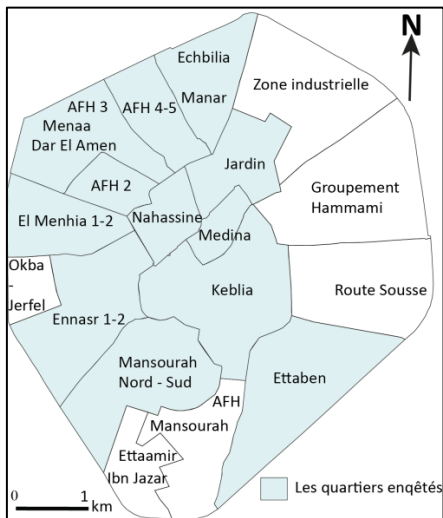 N
Echbilia
Zone industrielle
AFH 3
AFH 4-5
Manar
Menaa
Dar El Amen
Jardin
AFH 2
Groupement
Hammami
El Menhia 1-2
Nahassine
Medina
Okba
-
Jerfel
Keblia
Route Sousse
Ennasr 1-2
Mansourah
Nord - Sud
Ettaben
AFH
Mansourah
Ettaamir
Ibn Jazar
0 1
km
Les quartiers enqêtés